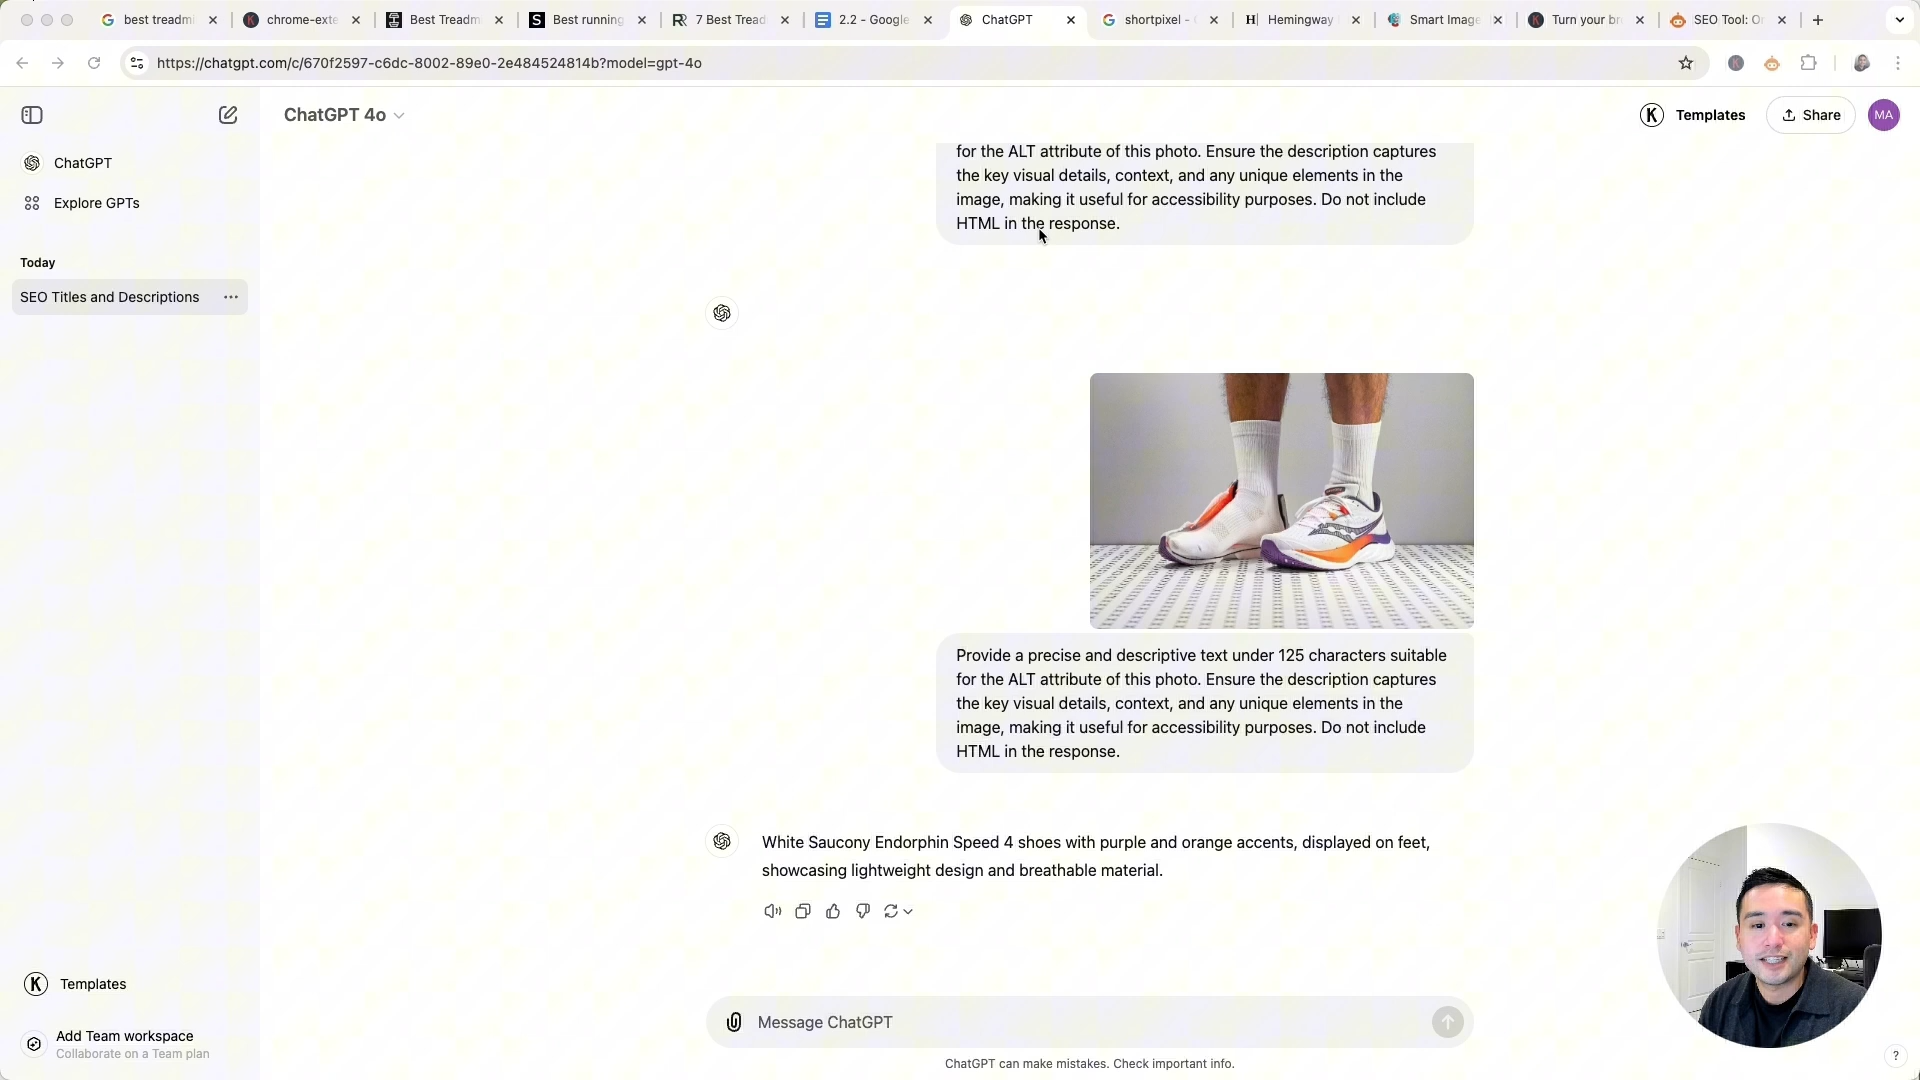 best treadmi
chrome-exte
Best Treadm
Best running
7 Best Tread
2.2 - Google
ChatGPT
shortpixel -
Hemingway
Smart Image
Turn your br
SEO Tool: Or
https://chatgpt.com/c/670f2597-c6dc-8002-89e0-2e484524814b?model=gpt-4o
ChatGPT 4o
Templates
Share
MA
ChatGPT
Explore GPTs
Today
SEO Titles and Descriptions
for the ALT attribute of this photo. Ensure the description captures
the key visual details, context, and any unique elements in the
image, making it useful for accessibility purposes. Do not include
HTML in the response.
Provide a precise and descriptive text under 125 characters suitable
for the ALT attribute of this photo. Ensure the description captures
the key visual details, context, and any unique elements in the
image, making it useful for accessibility purposes. Do not include
HTML in the response.
White Saucony Endorphin Speed 4 shoes with purple and orange accents, displayed on feet,
showcasing lightweight design and breathable material.
Templates
Add Team workspace
Collaborate on a Team plan
Message ChatGPT
ChatGPT can make mistakes. Check important info.
?